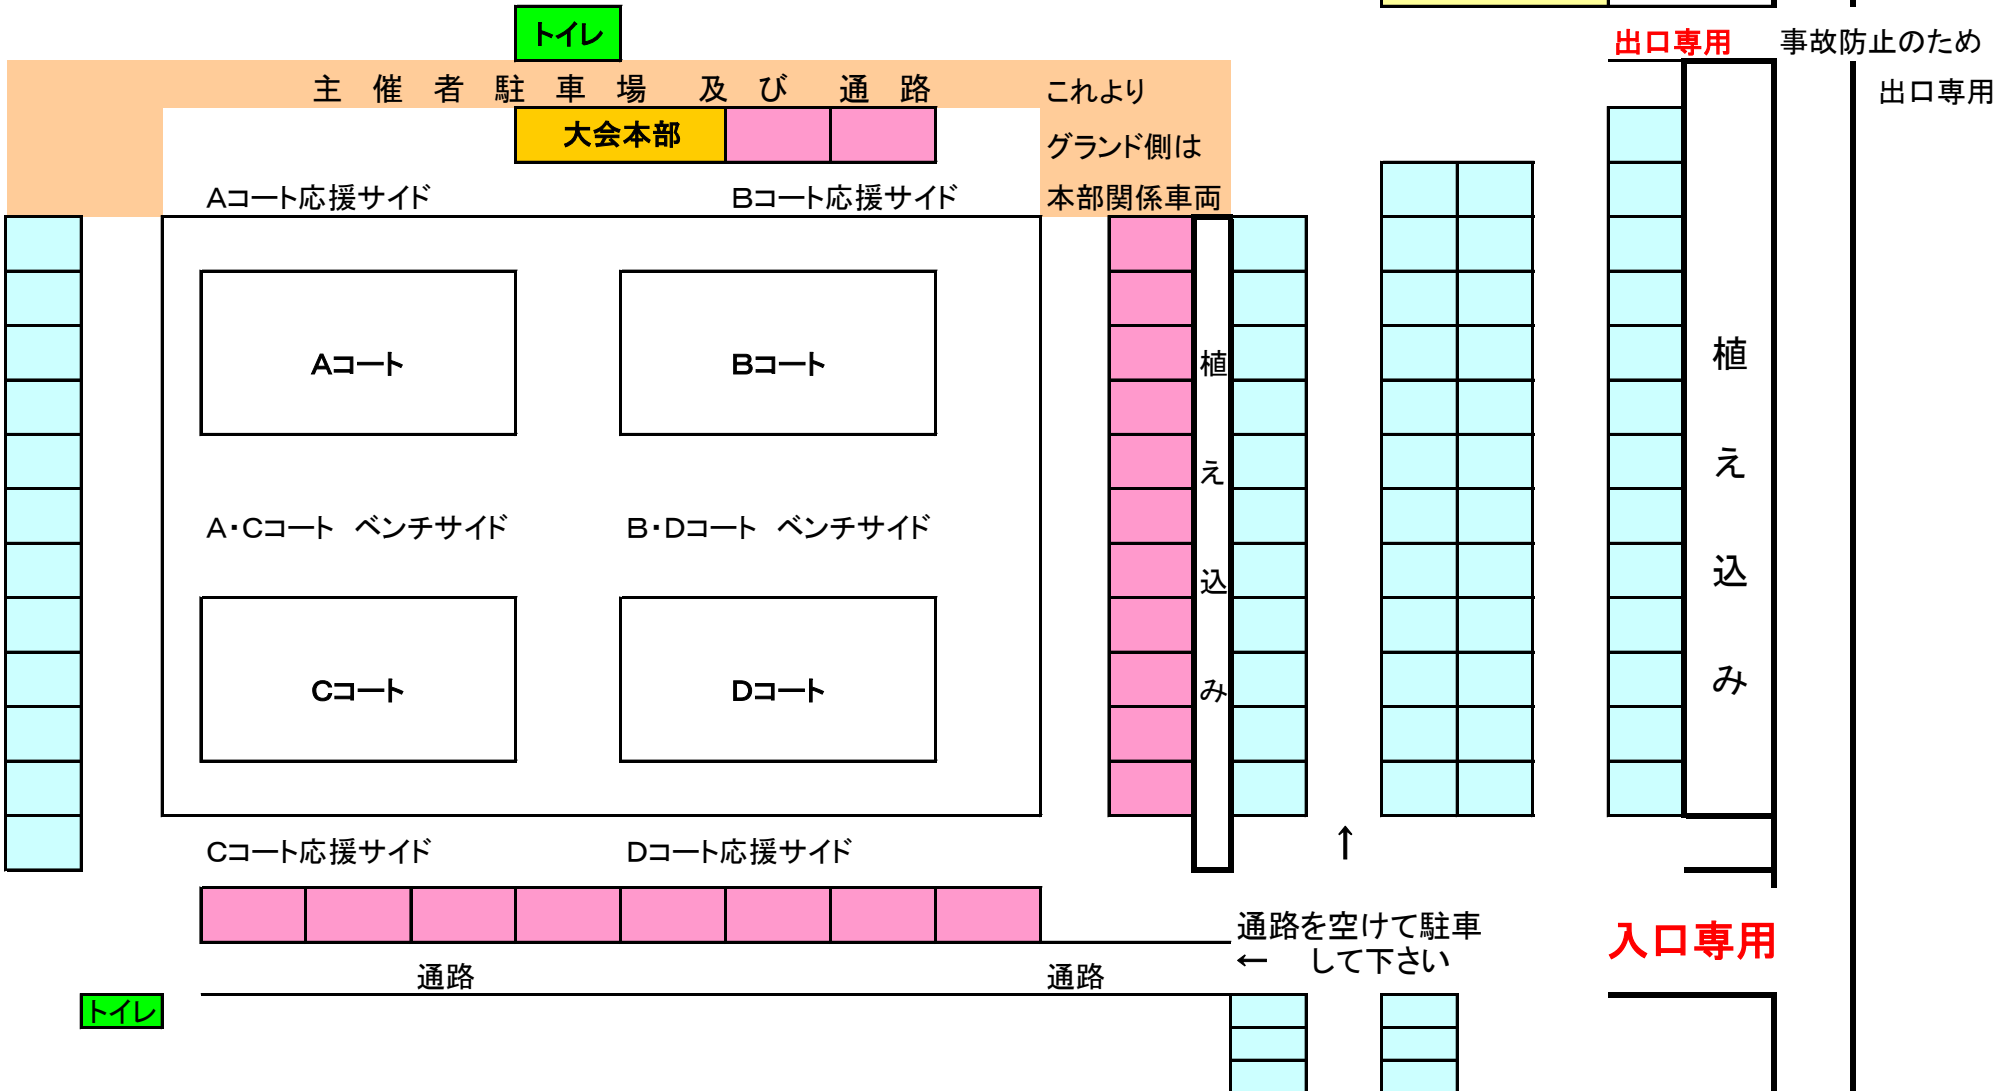 トイレ
出口専用
事故防止のため
主催者駐車場 及び 通路
これより
出口専用
大会本部
グランド側は
Aコート応援サイド
Bコート応援サイド
本部関係車両
Aコート
Bコート
植え込み
植え込み
A・Cコート ベンチサイド
B・Dコート ベンチサイド
Cコート
Dコート
Cコート応援サイド
Dコート応援サイド
↑
通路を空けて駐車
← して下さい
入口専用
通路
通路
トイレ